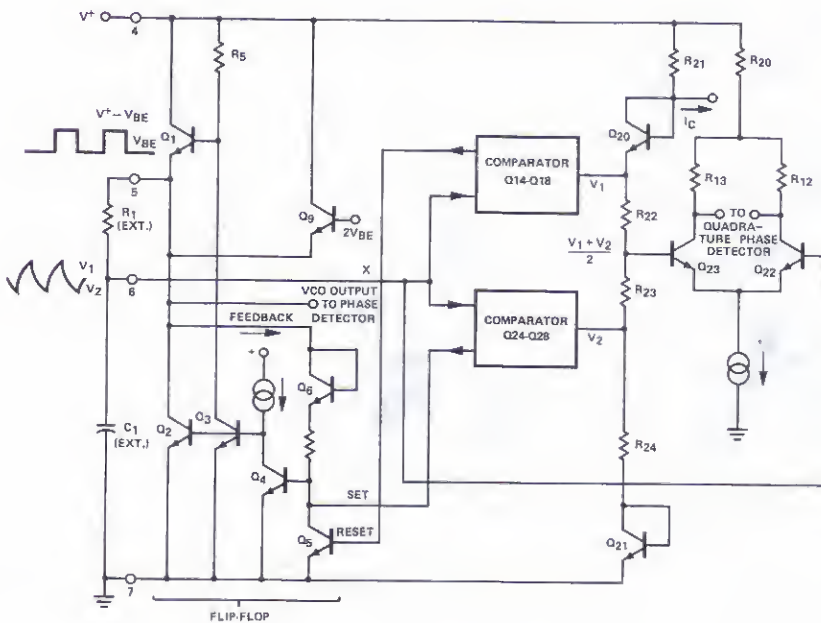 V+
4
R5
R21
R20
V+ – VBE
VBE
Q1
IC
Q20
5
COMPARATOR
Q14-Q18
V1
R13
R12
R1
(EXT.)
Q9
2VBE
R22
TO
QUADRA-
TURE PHASE
DETECTOR
V1 + V2
2
Q23
Q22
V1
V2
6
X
VCO OUTPUT
TO PHASE
DETECTOR
R23
FEEDBACK
COMPARATOR
Q24-Q28
V2
+
+
Q6
C1
(EXT.)
Q2
Q3
R24
Q4
SET
RESET
Q5
Q21
7
FLIP-FLOP